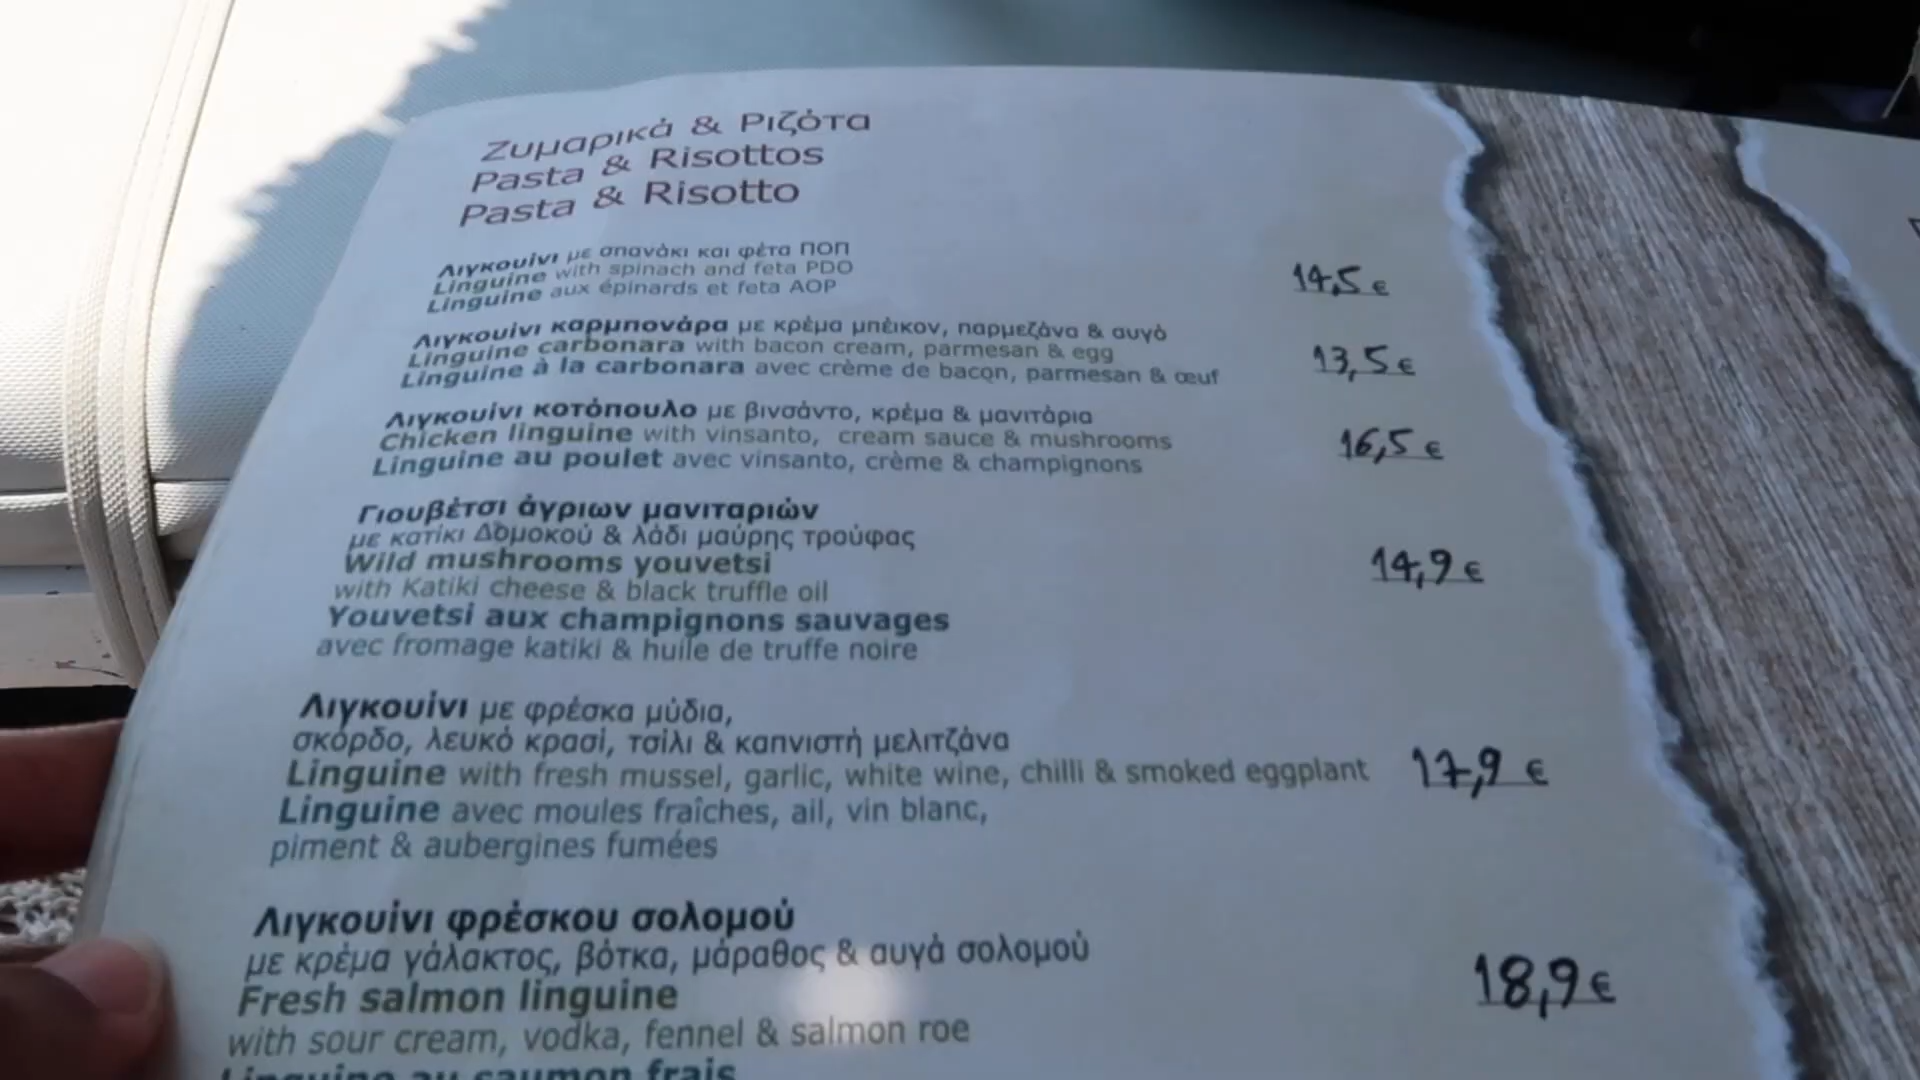 Ζυμαρικά & Ριζότα
Pasta & Risottos
Pasta & Risotto
Λιγκουίνι με σπανάκι και φέτα ΠΟΠ
Linguine with spinach and feta PDO
Linguine aux épinards et feta AOP
14,5 €
Λιγκουίνι καρμπονάρα με κρέμα μπέικον, παρμεζάνα & αυγό
Linguine carbonara with bacon cream, parmesan & egg
Linguine à la carbonara avec crème de bacon, parmesan & œuf
13,5 €
Λιγκουίνι κοτόπουλο με βινσάντο, κρέμα & μανιτάρια
Chicken linguine with vinsanto, cream sauce & mushrooms
Linguine au poulet avec vinsanto, crème & champignons
16,5 €
Γιουβέτσι άγριων μανιταριών
με κατίκι Δομοκού & λάδι μαύρης τρούφας
Wild mushrooms youvetsi
with Katiki cheese & black truffle oil
Youvetsi aux champignons sauvages
avec fromage katiki & huile de truffe noire
14,9 €
Λιγκουίνι με φρέσκα μύδια,
σκόρδο, λευκό κρασί, τσίλι & καπνιστή μελιτζάνα
Linguine with fresh mussel, garlic, white wine, chilli & smoked eggplant 17,9 €
Linguine avec moules fraîches, ail, vin blanc,
piment & aubergines fumées
Λιγκουίνι φρέσκου σολομού
με κρέμα γάλακτος, βότκα, μάραθος & αυγά σολομού
Fresh salmon linguine
with sour cream, vodka, fennel & salmon roe
18,9 €
Linguine au saumon frais